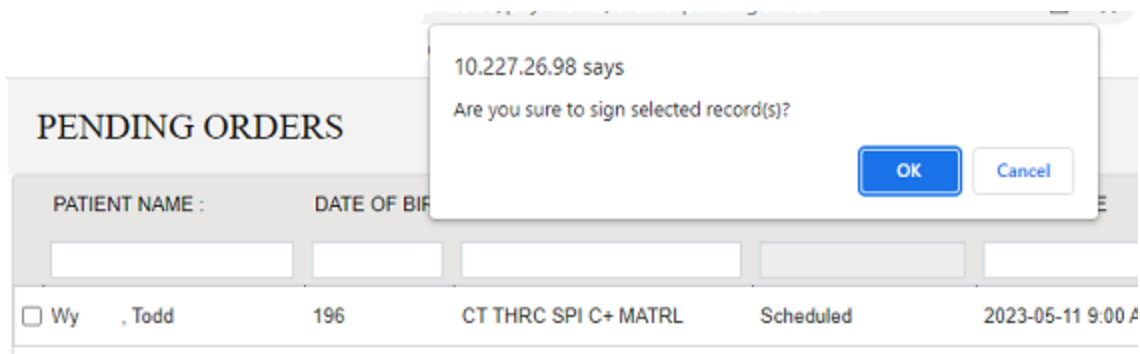 10.227.26.98 says
Are you sure to sign selected record(s)?
OK Cancel
PENDING ORDERS
PATIENT NAME : DATE OF
Wy , Todd 196 CT THRC SPI C+ MATRL Scheduled 2023-05-11 9:00